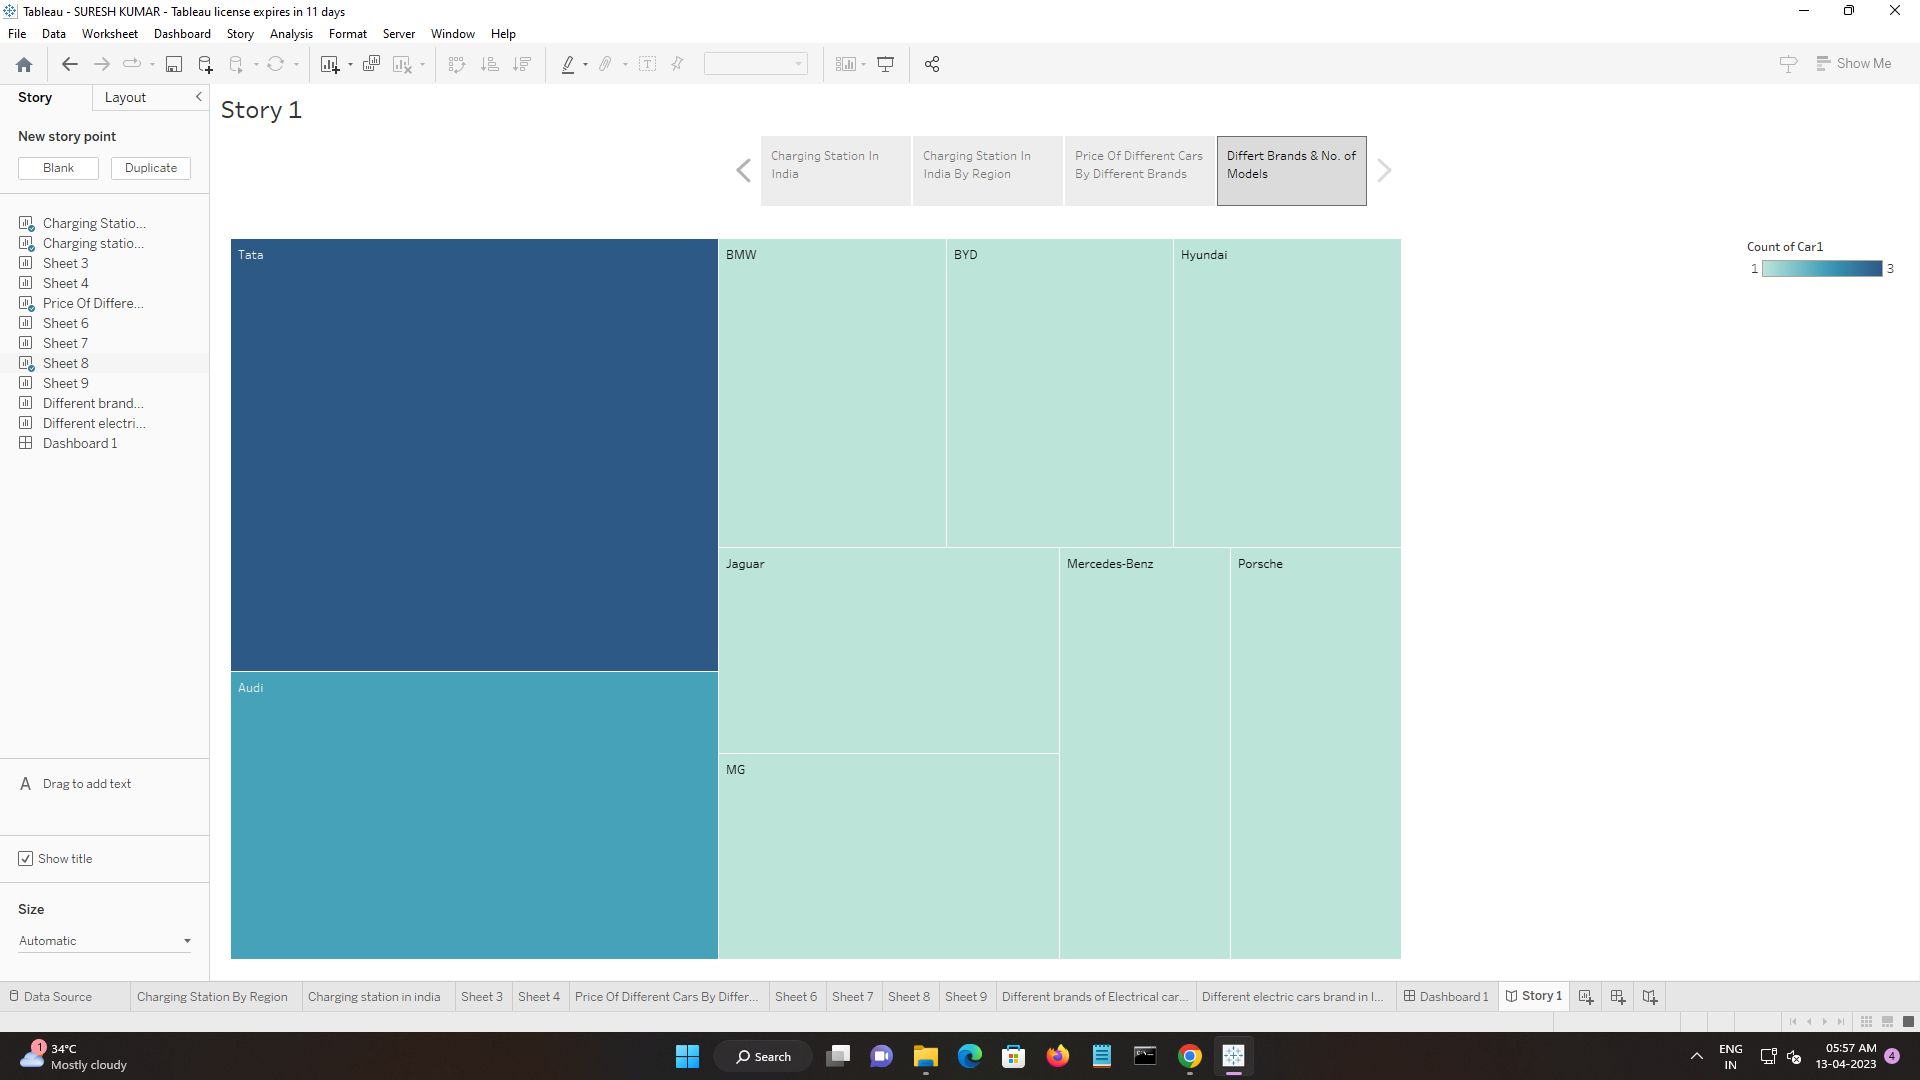 Tableau - SURESH KUMAR - Tableau license expires in 11 days
File Data Worksheet Dashboard Story Analysis Format Server Window Help
Show Me
Story Layout
New story point
Blank Duplicate
Charging Statio...
Charging statio...
Sheet 3
Sheet 4
Price Of Differe...
Sheet 6
Sheet 7
Sheet 8
Sheet 9
Different brand...
Different electri...
Dashboard 1
A Drag to add text
Show title
Size
Automatic
Story 1
Charging Station In
India
Charging Station In
India By Region
Price Of Different Cars
By Different Brands
Differt Brands & No. of
Models
Tata
BMW
BYD
Hyundai
Audi
Jaguar
Mercedes-Benz
Porsche
MG
Count of Car1
1 3
Data Source Charging Station By Region Charging station in india Sheet 3 Sheet 4 Price Of Different Cars By Differ... Sheet 6 Sheet 7 Sheet 8 Sheet 9 Different brands of Electrical car... Different electric cars brand in I... Dashboard 1 Story 1
1
34°C
Mostly cloudy
Search
ENG
IN
05:57 AM
13-04-2023
4